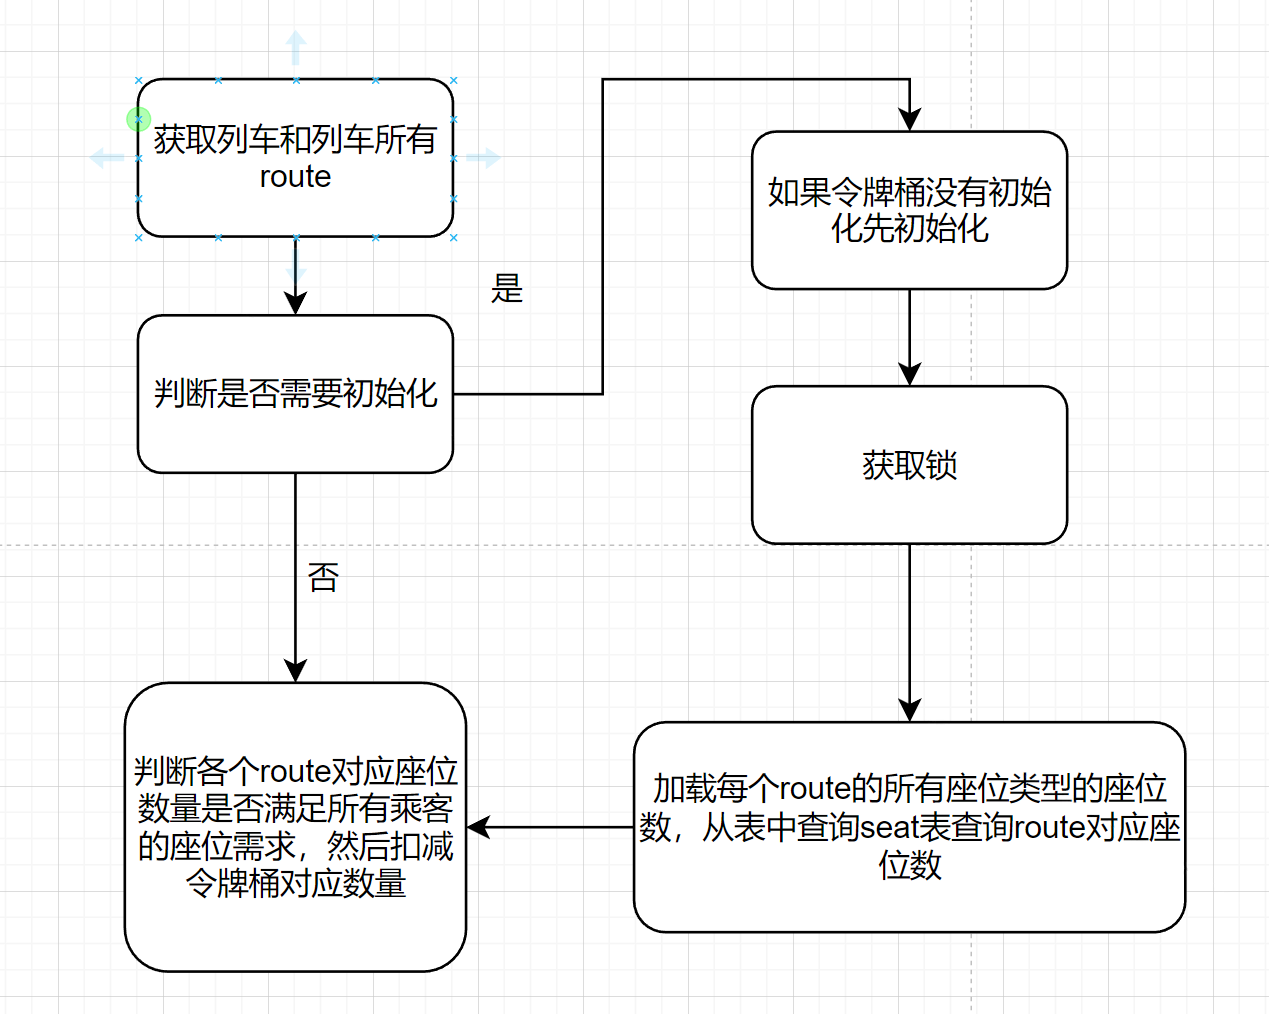 获取列车和列车所有
route
如果令牌桶没有初始
化先初始化
是
判断是否需要初始化
获取锁
否
判断各个route对应座位
数量是否满足所有乘客
的座位需求，然后扣减
令牌桶对应数量
加载每个route的所有座位类型的座位
数，从表中查询seat表查询route对应座
位数